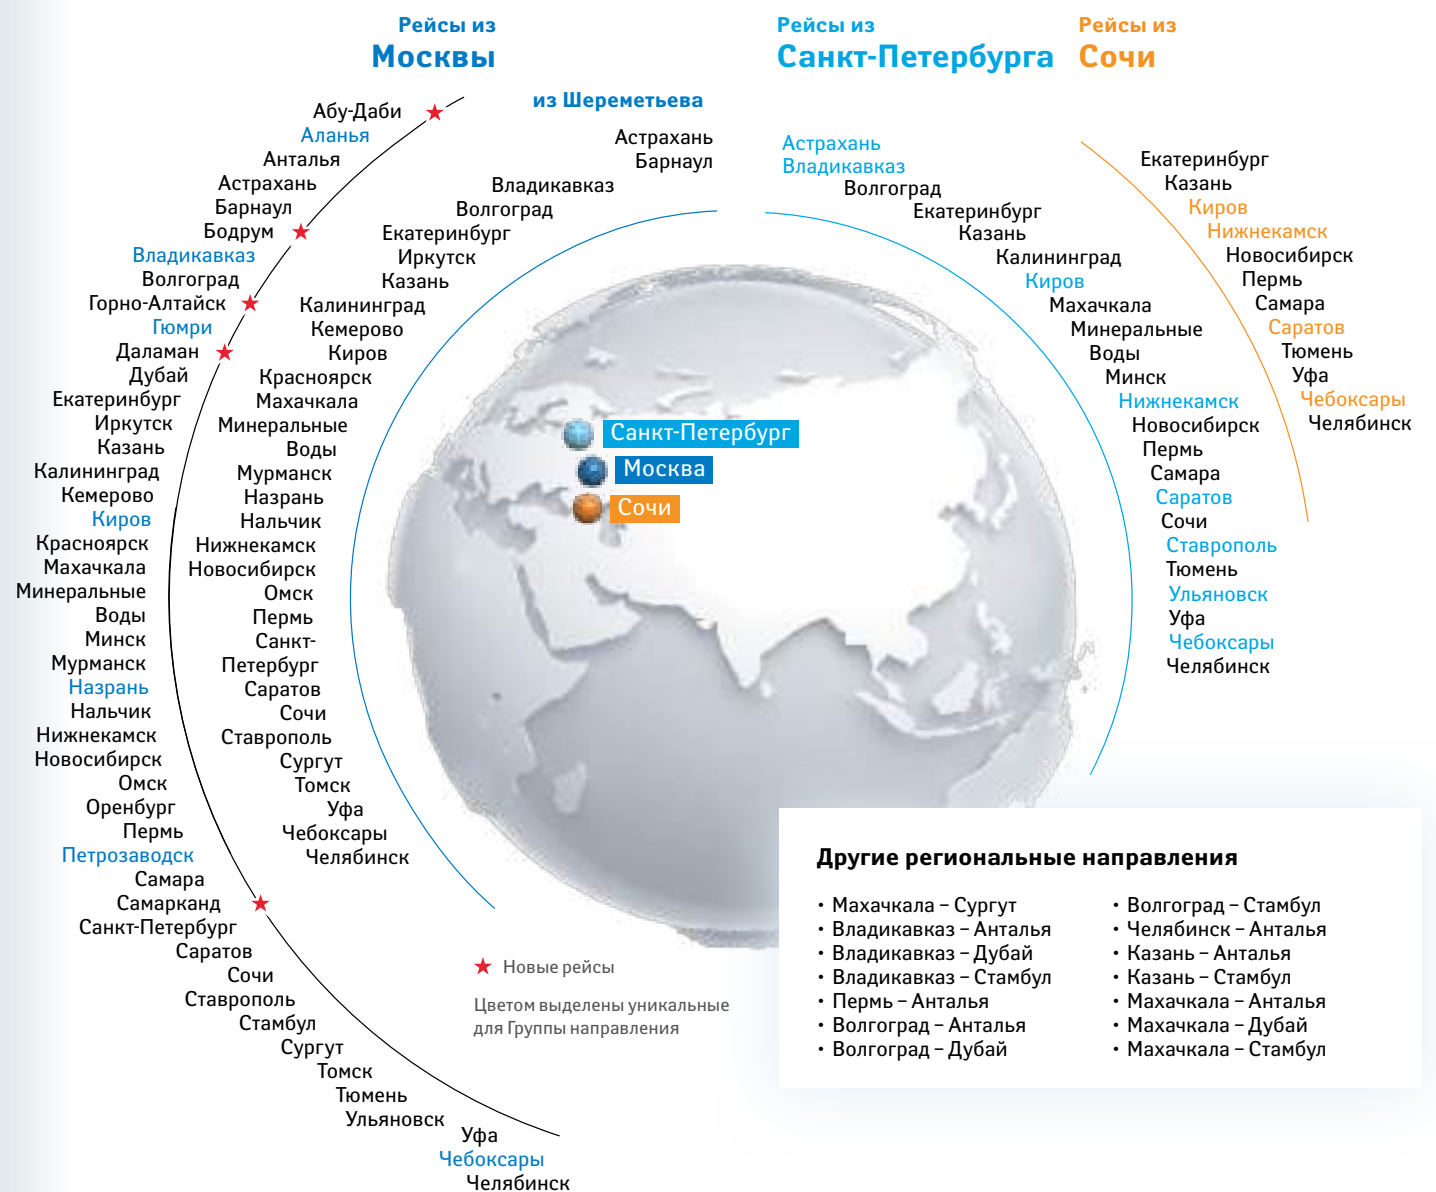 Рейсы из
Москвы
Абу-Даби
Аланья
Анталья
Астрахань
Барнаул
Бодрум
Владикавказ
Волгоград
Горно-Алтайск
Гюмри
Даламан
Дубай
Екатеринбург
Иркутск
Казань
Калининград
Кемерово
Киров
Красноярск
Махачкала
Минеральные
Воды
Минск
Мурманск
Назрань
Нальчик
Нижнекамск
Новосибирск
Омск
Оренбург
Пермь
Петрозаводск
Самара
Самарканд
Санкт-Петербург
Саратов
Сочи
Ставрополь
Стамбул
Сургут
Томск
Тюмень
Ульяновск
Уфа
Чебоксары
Челябинск
из Шереметьева
Астрахань
Барнаул
Владикавказ
Волгоград
Екатеринбург
Иркутск
Казань
Калининград
Кемерово
Киров
Красноярск
Махачкала
Минеральные
Воды
Мурманск
Назрань
Нальчик
Нижнекамск
Новосибирск
Омск
Пермь
Санкт-
Петербург
Саратов
Сочи
Ставрополь
Сургут
Томск
Уфа
Чебоксары
Челябинск
Рейсы из
Санкт-Петербурга
Астрахань
Владикавказ
Волгоград
Екатеринбург
Казань
Калининград
Киров
Махачкала
Минеральные
Воды
Минск
Нижнекамск
Новосибирск
Пермь
Самара
Саратов
Сочи
Ставрополь
Тюмень
Ульяновск
Уфа
Чебоксары
Челябинск
Рейсы из
Сочи
Екатеринбург
Казань
Киров
Нижнекамск
Новосибирск
Пермь
Самара
Саратов
Тюмень
Уфа
Чебоксары
Челябинск
Санкт-Петербург
Москва
Сочи
Новые рейсы
Цветом выделены уникальные
для Группы направления
Другие региональные направления
• Махачкала – Сургут
• Владикавказ – Анталья
• Владикавказ – Дубай
• Владикавказ – Стамбул
• Пермь – Анталья
• Волгоград – Анталья
• Волгоград – Дубай
• Волгоград – Стамбул
• Челябинск – Анталья
• Казань – Анталья
• Казань – Стамбул
• Махачкала – Анталья
• Махачкала – Дубай
• Махачкала – Стамбул